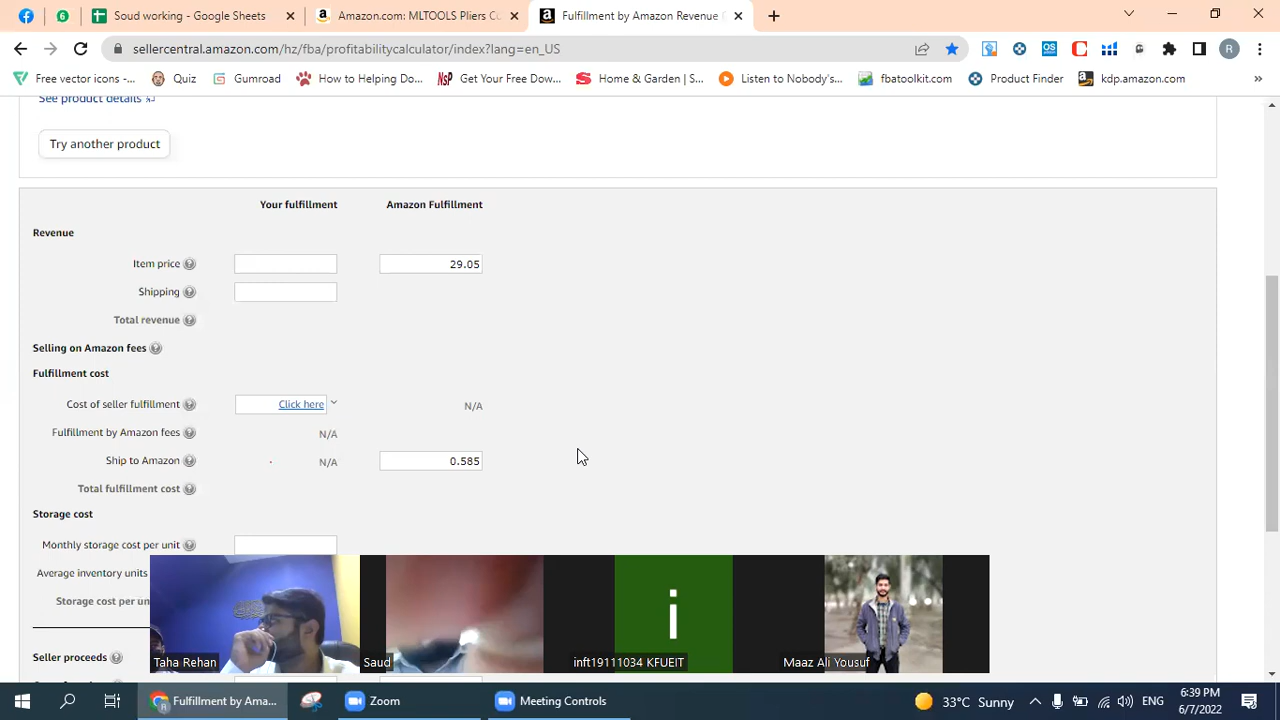 Soud working - Google Sheets
Amazon.com: MLTOOLS Pliers Co
Fulfillment by Amazon Revenue C
sellercentral.amazon.com/hz/fba/profitabilitycalculator/index?lang=en_US
Free vector icons -...
Quiz
Gumroad
How to Helping Do...
Get Your Free Dow...
Home & Garden | S...
Listen to Nobody's...
fbatoolkit.com
Product Finder
kdp.amazon.com
See product details
Try another product
Your fulfillment
Amazon Fulfillment
Revenue
Item price
29.05
Shipping
Total revenue
Selling on Amazon fees
Fulfillment cost
Cost of seller fulfillment
Click here
N/A
Fulfillment by Amazon fees
N/A
Ship to Amazon
N/A
0.585
Total fulfillment cost
Storage cost
Monthly storage cost per unit
Average inventory units
Storage cost per un
Seller proceeds
Taha Rehan
Saud
i
inft19111034 KFUEIT
Maaz Ali Yousuf
Fulfillment by Ama...
Zoom
Meeting Controls
33°C Sunny
ENG
6:39 PM
6/7/2022